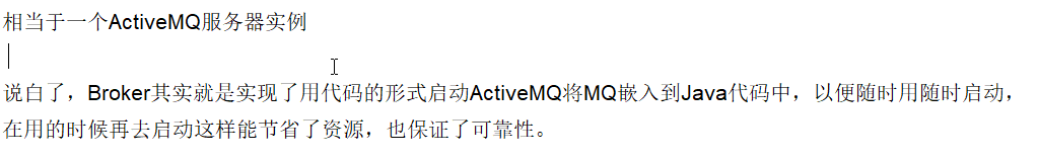 相当于一个ActiveMQ服务器实例
说白了，Broker其实就是实现了用代码的形式启动ActiveMQ将MQ嵌入到Java代码中，以便随时用随时启动，
在用的时候再去启动这样能节省了资源，也保证了可靠性。